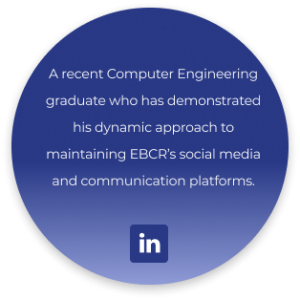 A recent Computer Engineering
graduate who has demonstrated
his dynamic approach to
maintaining EBCR's social media
and communication platforms.
in